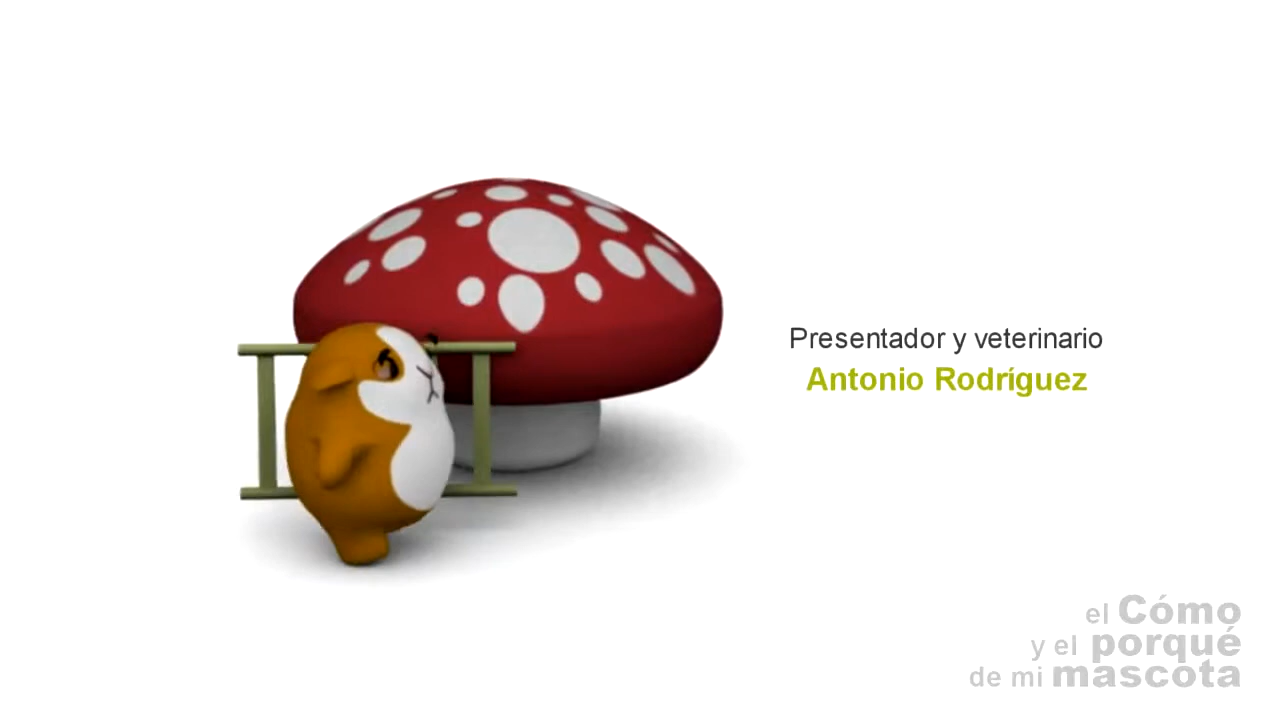 Presentador y veterinario
Antonio Rodríguez
el Cómo
y el porqué
de mi mascota